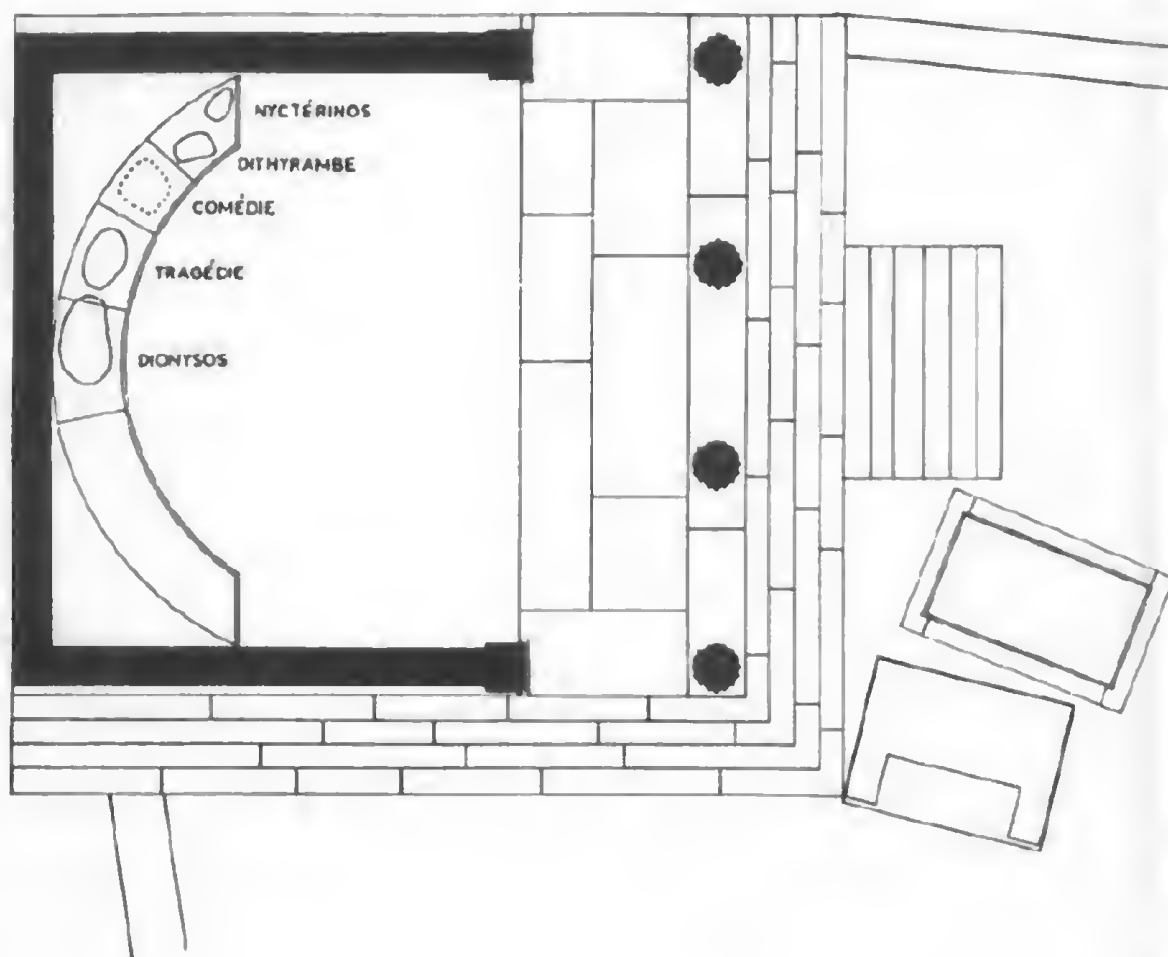 NYCTÉRINOS
DITHYRAMBE
COMÉDIE
TRAGÉDIE
DIONYSOS